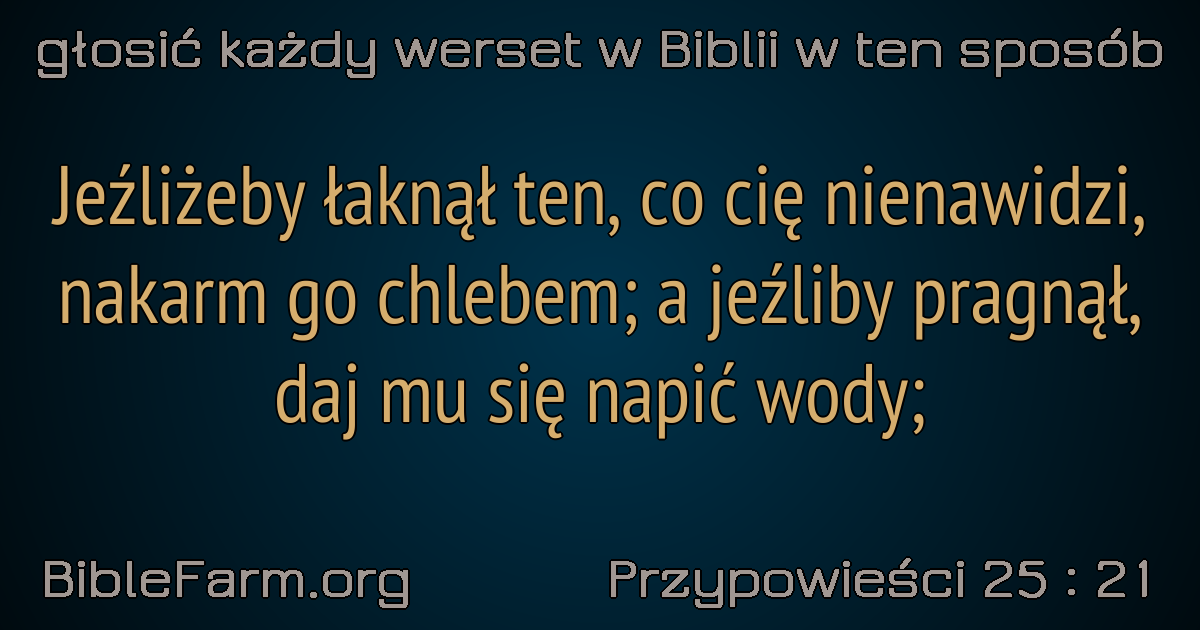 głosić każdy werset w Biblii w ten sposób
Jeźliżeby łaknął ten, co cię nienawidzi,
nakarm go chlebem; a jeźliby pragnął,
daj mu się napić wody;
BibleFarm.org
Przypowieści 25 : 21